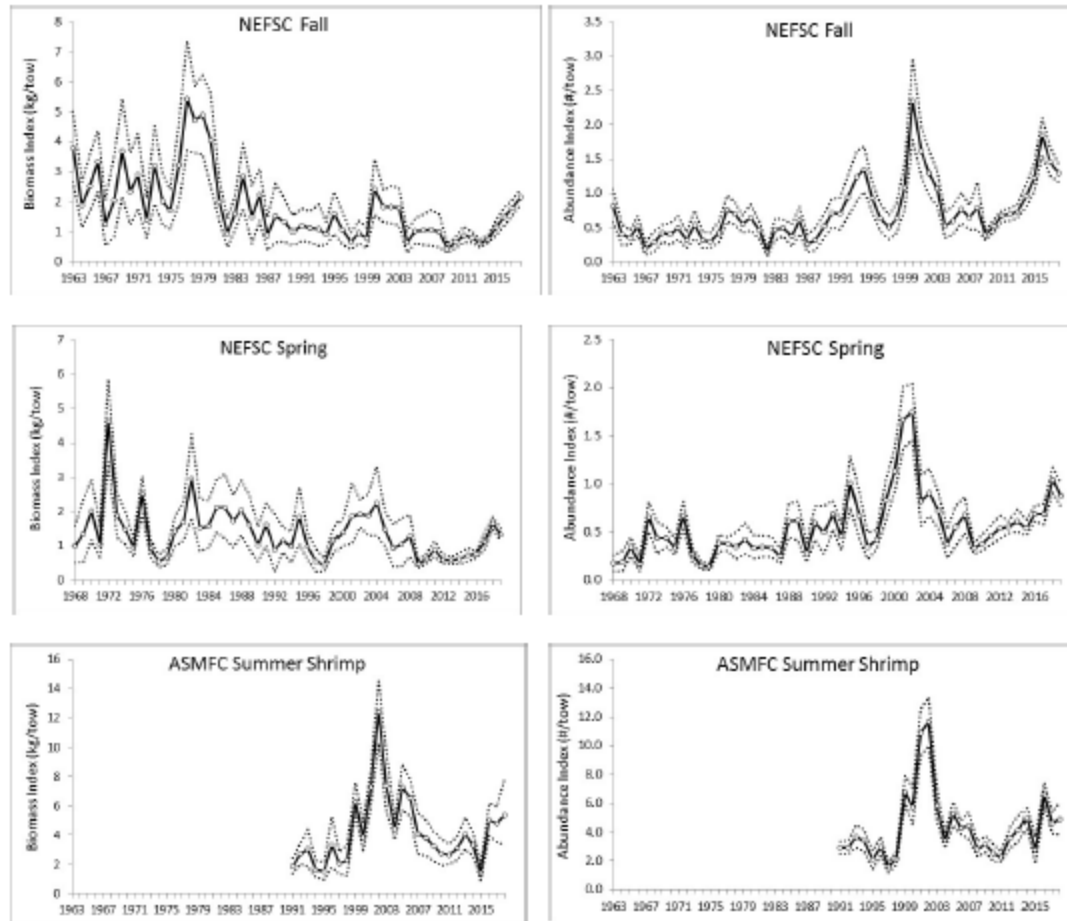 NEFSC Fall
Biomass Index (kg/tow)
8
7
6
5
4
3
2
1
0
1963 1967 1971 1975 1979 1983 1987 1991 1995 1999 2003 2007 2011 2015
NEFSC Fall
Abundance Index (#/tow)
3.5
3.0
2.5
2.0
1.5
1.0
0.5
0.0
1963 1967 1971 1975 1979 1983 1987 1991 1995 1999 2003 2007 2011 2015
NEFSC Spring
Biomass Index (kg/tow)
7
6
5
4
3
2
1
0
1968 1972 1976 1980 1984 1988 1992 1996 2000 2004 2008 2012 2016
NEFSC Spring
Abundance Index (#/tow)
2.5
2.0
1.5
1.0
0.5
0.0
1968 1972 1976 1980 1984 1988 1992 1996 2000 2004 2008 2012 2016
ASMFC Summer Shrimp
Biomass Index (kg/tow)
16
14
12
10
8
6
4
2
0
1963 1967 1971 1975 1979 1983 1987 1991 1995 1999 2003 2007 2011 2015
ASMFC Summer Shrimp
Abundance Index (#/tow)
16.0
14.0
12.0
10.0
8.0
6.0
4.0
2.0
0.0
1963 1967 1971 1975 1979 1983 1987 1991 1995 1999 2003 2007 2011 2015